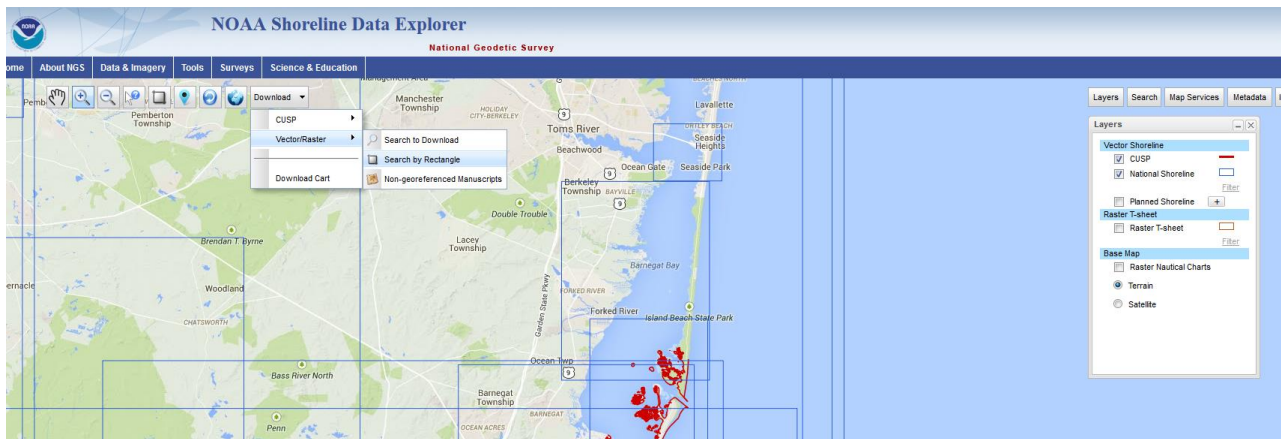 NOAA
NOAA Shoreline Data Explorer
National Geodetic Survey
ome About NGS Data & Imagery Tools Surveys Science & Education
Download
CUSP
Vector/Raster
Download Cart
Search to Download
Search by Rectangle
Non-georeferenced Manuscripts
Layers Search Map Services Metadata
Layers
Vector Shoreline
CUSP
National Shoreline
Filter
Planned Shoreline +
Raster T-sheet
Raster T-sheet
Filter
Base Map
Raster Nautical Charts
Terrain
Satellite
Pemb
Pemberton
Township
Manchester
Township
HOLIDAY
CITY-BERKELEY
9
Toms River
Lavallette
ORTLEY BEACH
Seaside
Heights
Beachwood
Ocean Gate
Seaside Park
9
Berkeley
Township
BAYVILLE
9
Double Trouble
Brendan T. Byrne
Lacey
Township
Barnegat Bay
Woodland
Garden State Pkwy
FORKED RIVER
Forked River
Island Beach State Park
CHATSWORTH
Ocean Twp
9
Bass River North
Barnegat
Township
BARNEGAT
OCEAN ACRES
Penn